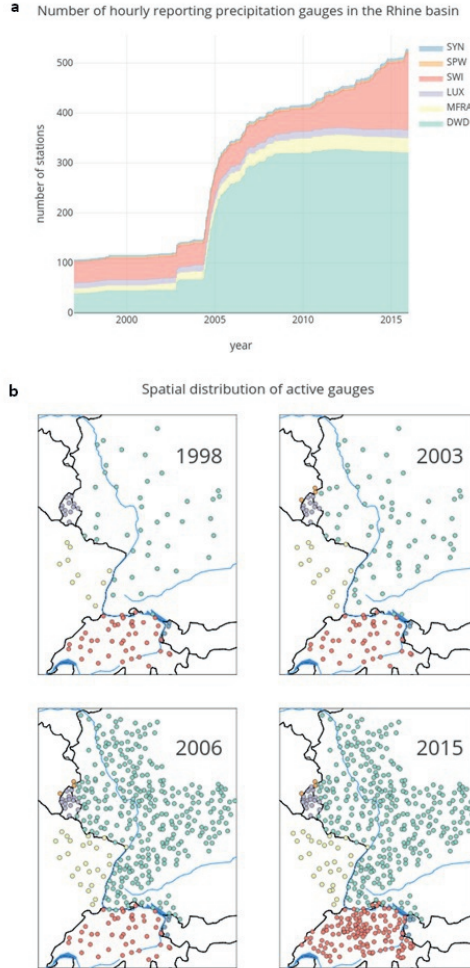 a Number of hourly reporting precipitation gauges in the Rhine basin
SYN
SPW
SWI
LUX
MFRA
DWD
number of stations
500
400
300
200
100
0
2000
2005
2010
2015
year
b Spatial distribution of active gauges
1998
2003
2006
2015